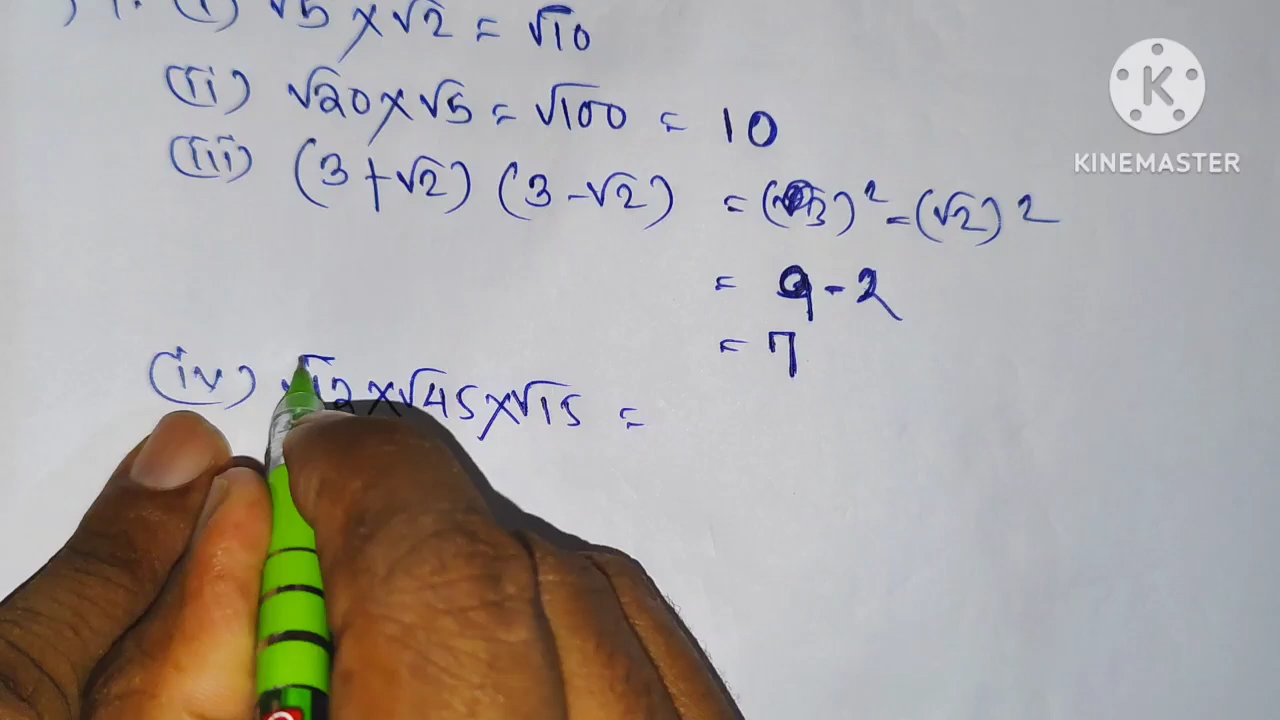 (i) √5 × √2 = √10
(ii) √20 × √5 = √100 = 10
(iii) (3 + √2) (3 - √2) = (3)² = (√2)²
= 9 - 2
= 7
(iv) √12 × √45 × √15 =
K
KINEMASTER